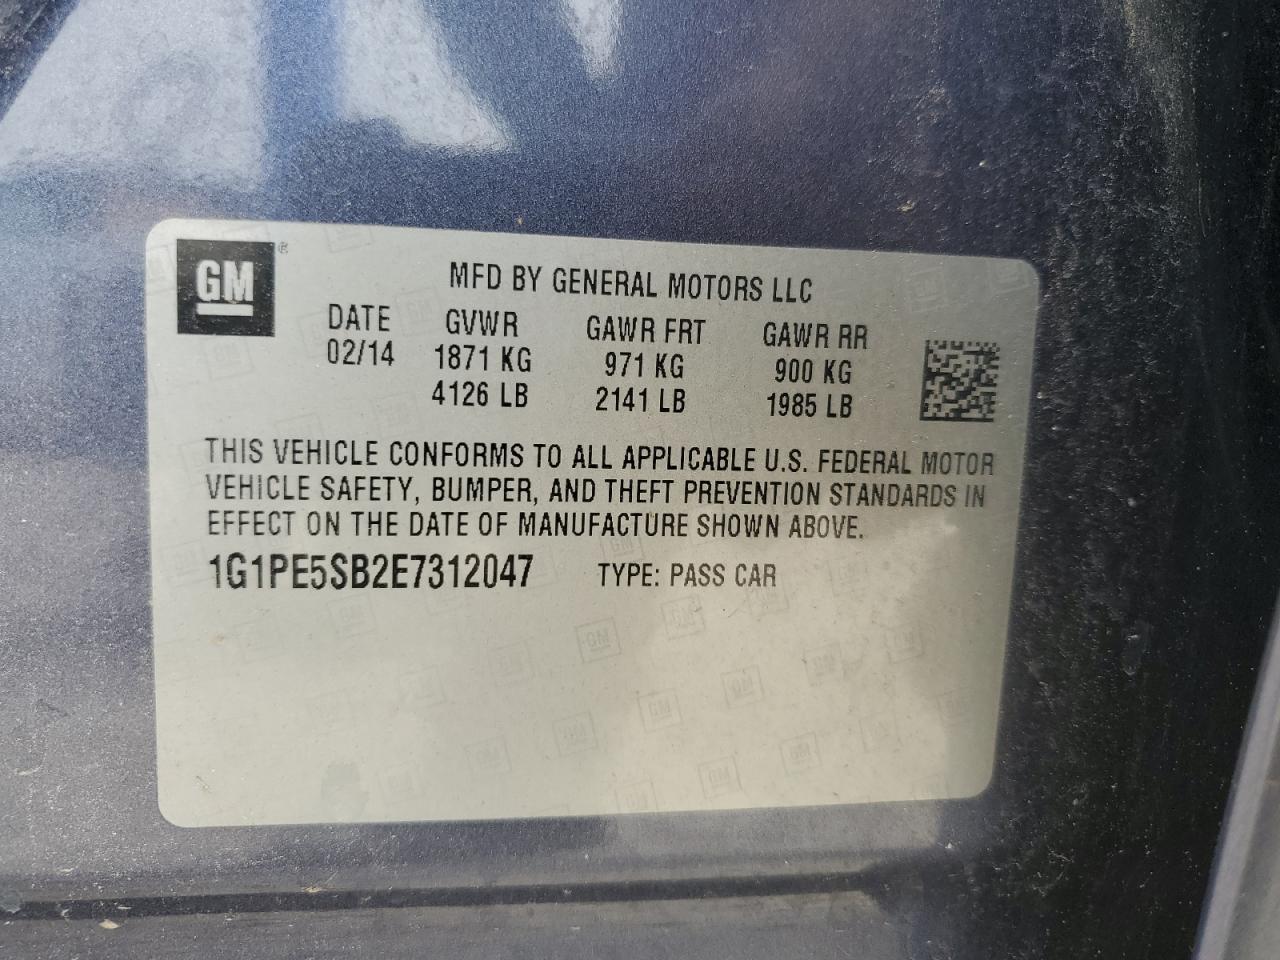 GM ®
MFD BY GENERAL MOTORS LLC
DATE GVWR GAWR FRT GAWR RR
02/14 1871 KG 971 KG 900 KG
4126 LB 2141 LB 1985 LB
THIS VEHICLE CONFORMS TO ALL APPLICABLE U.S. FEDERAL MOTOR
VEHICLE SAFETY, BUMPER, AND THEFT PREVENTION STANDARDS IN
EFFECT ON THE DATE OF MANUFACTURE SHOWN ABOVE.
1G1PE5SB2E7312047 TYPE: PASS CAR